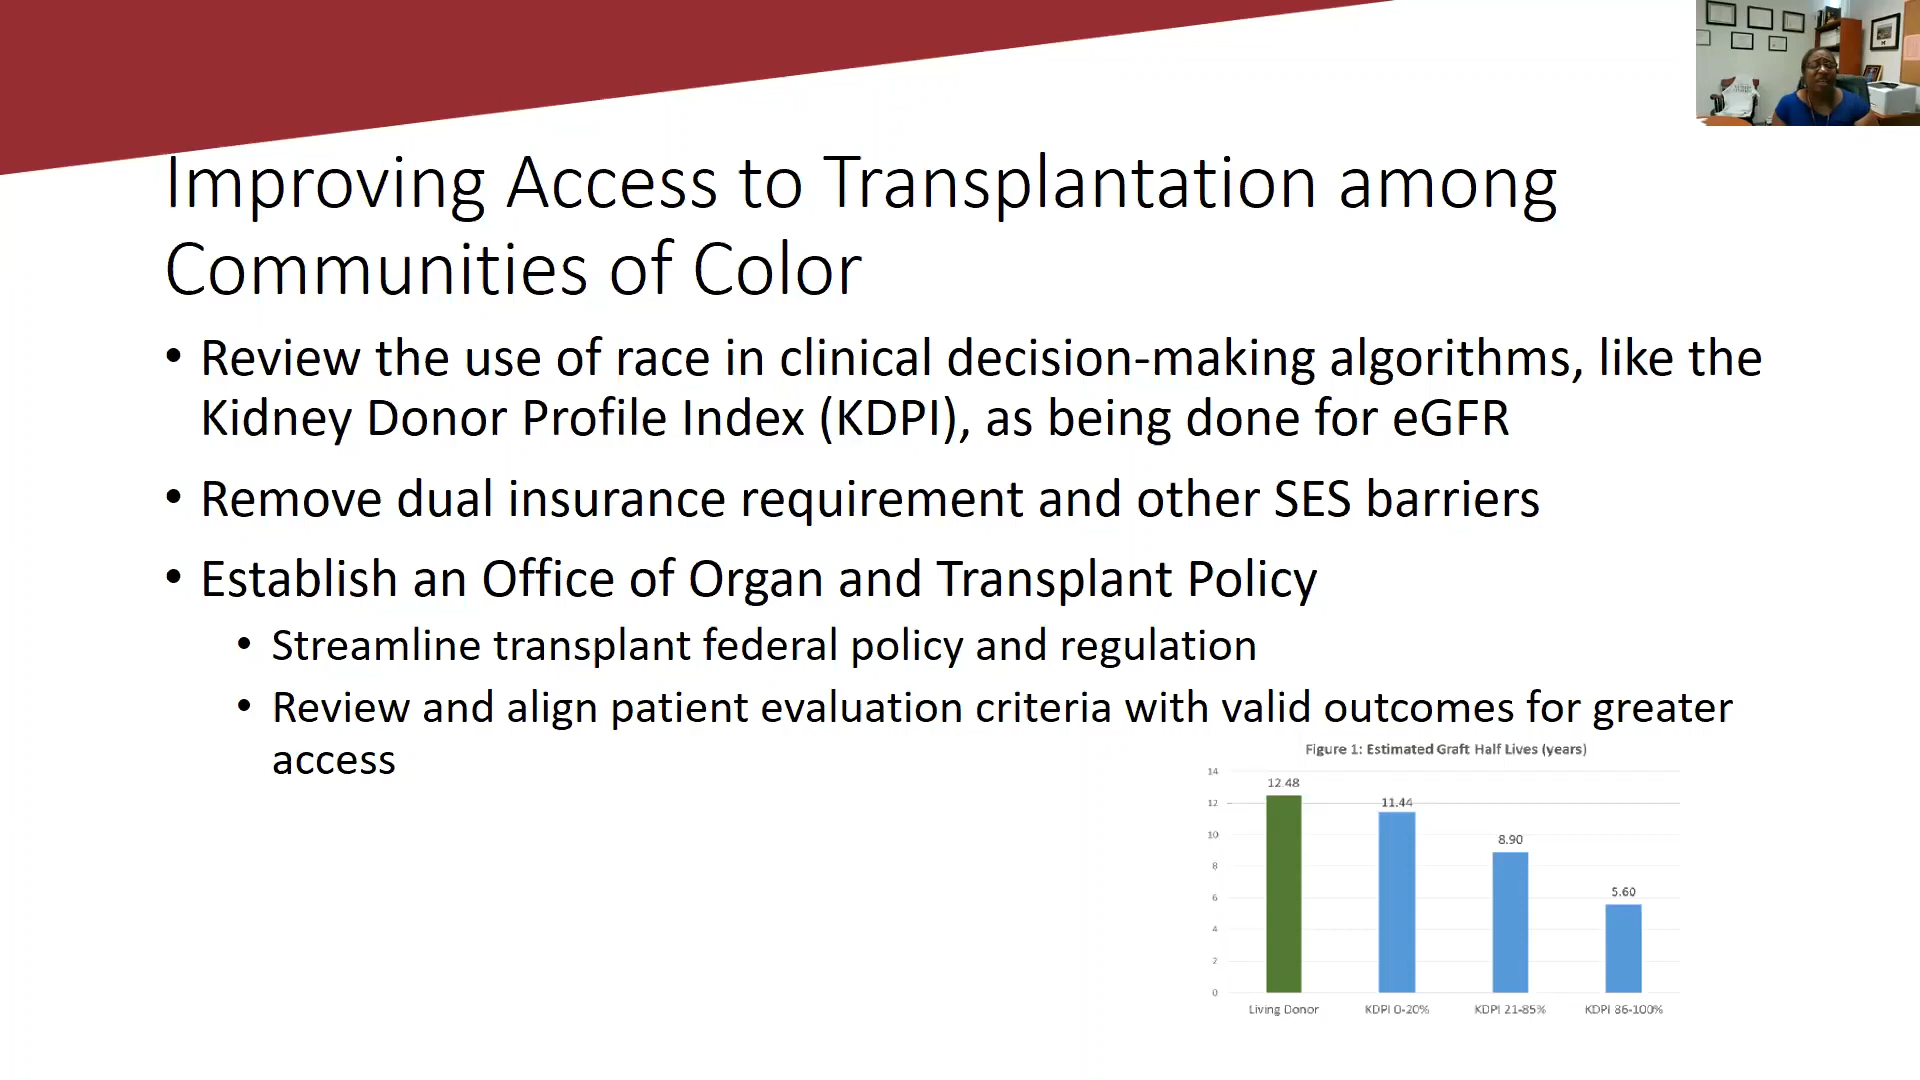 Improving Access to Transplantation among
Communities of Color
• Review the use of race in clinical decision-making algorithms, like the
Kidney Donor Profile Index (KDPI), as being done for eGFR
• Remove dual insurance requirement and other SES barriers
• Establish an Office of Organ and Transplant Policy
• Streamline transplant federal policy and regulation
• Review and align patient evaluation criteria with valid outcomes for greater
access
Figure 1: Estimated Graft Half Lives (years)
14
12
10
8
6
4
2
0
12.48
11.44
8.90
5.60
Living Donor
KDPI 0-20%
KDPI 21-85%
KDPI 86-100%